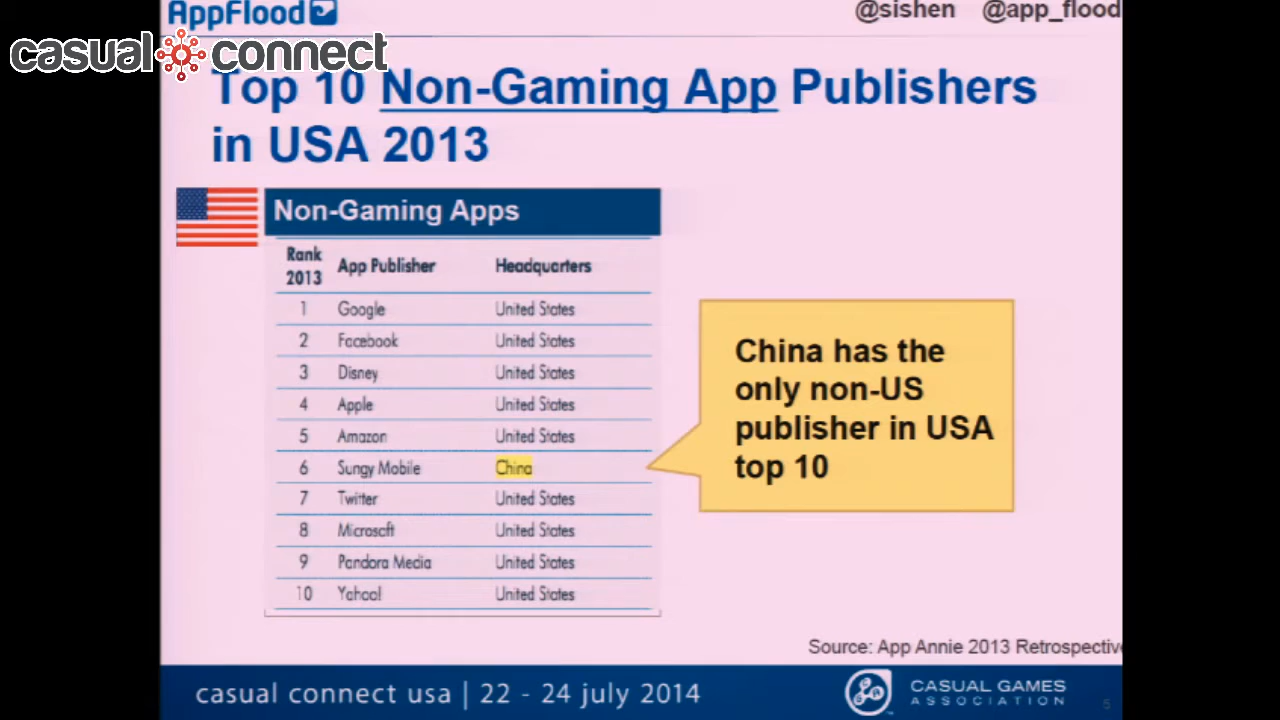 AppFlood
@sishen @app_flood
casual connect
Top 10 Non-Gaming App Publishers
in USA 2013
Non-Gaming Apps
Rank 2013 App Publisher Headquarters
1 Google United States
2 Facebook United States
3 Disney United States
4 Apple United States
5 Amazon United States
6 Sungy Mobile China
7 Twitter United States
8 Microsoft United States
9 Pandora Media United States
10 Yahoo! United States
China has the
only non-US
publisher in USA
top 10
Source: App Annie 2013 Retrospective
casual connect usa | 22 - 24 july 2014
CASUAL GAMES
ASSOCIATION
5